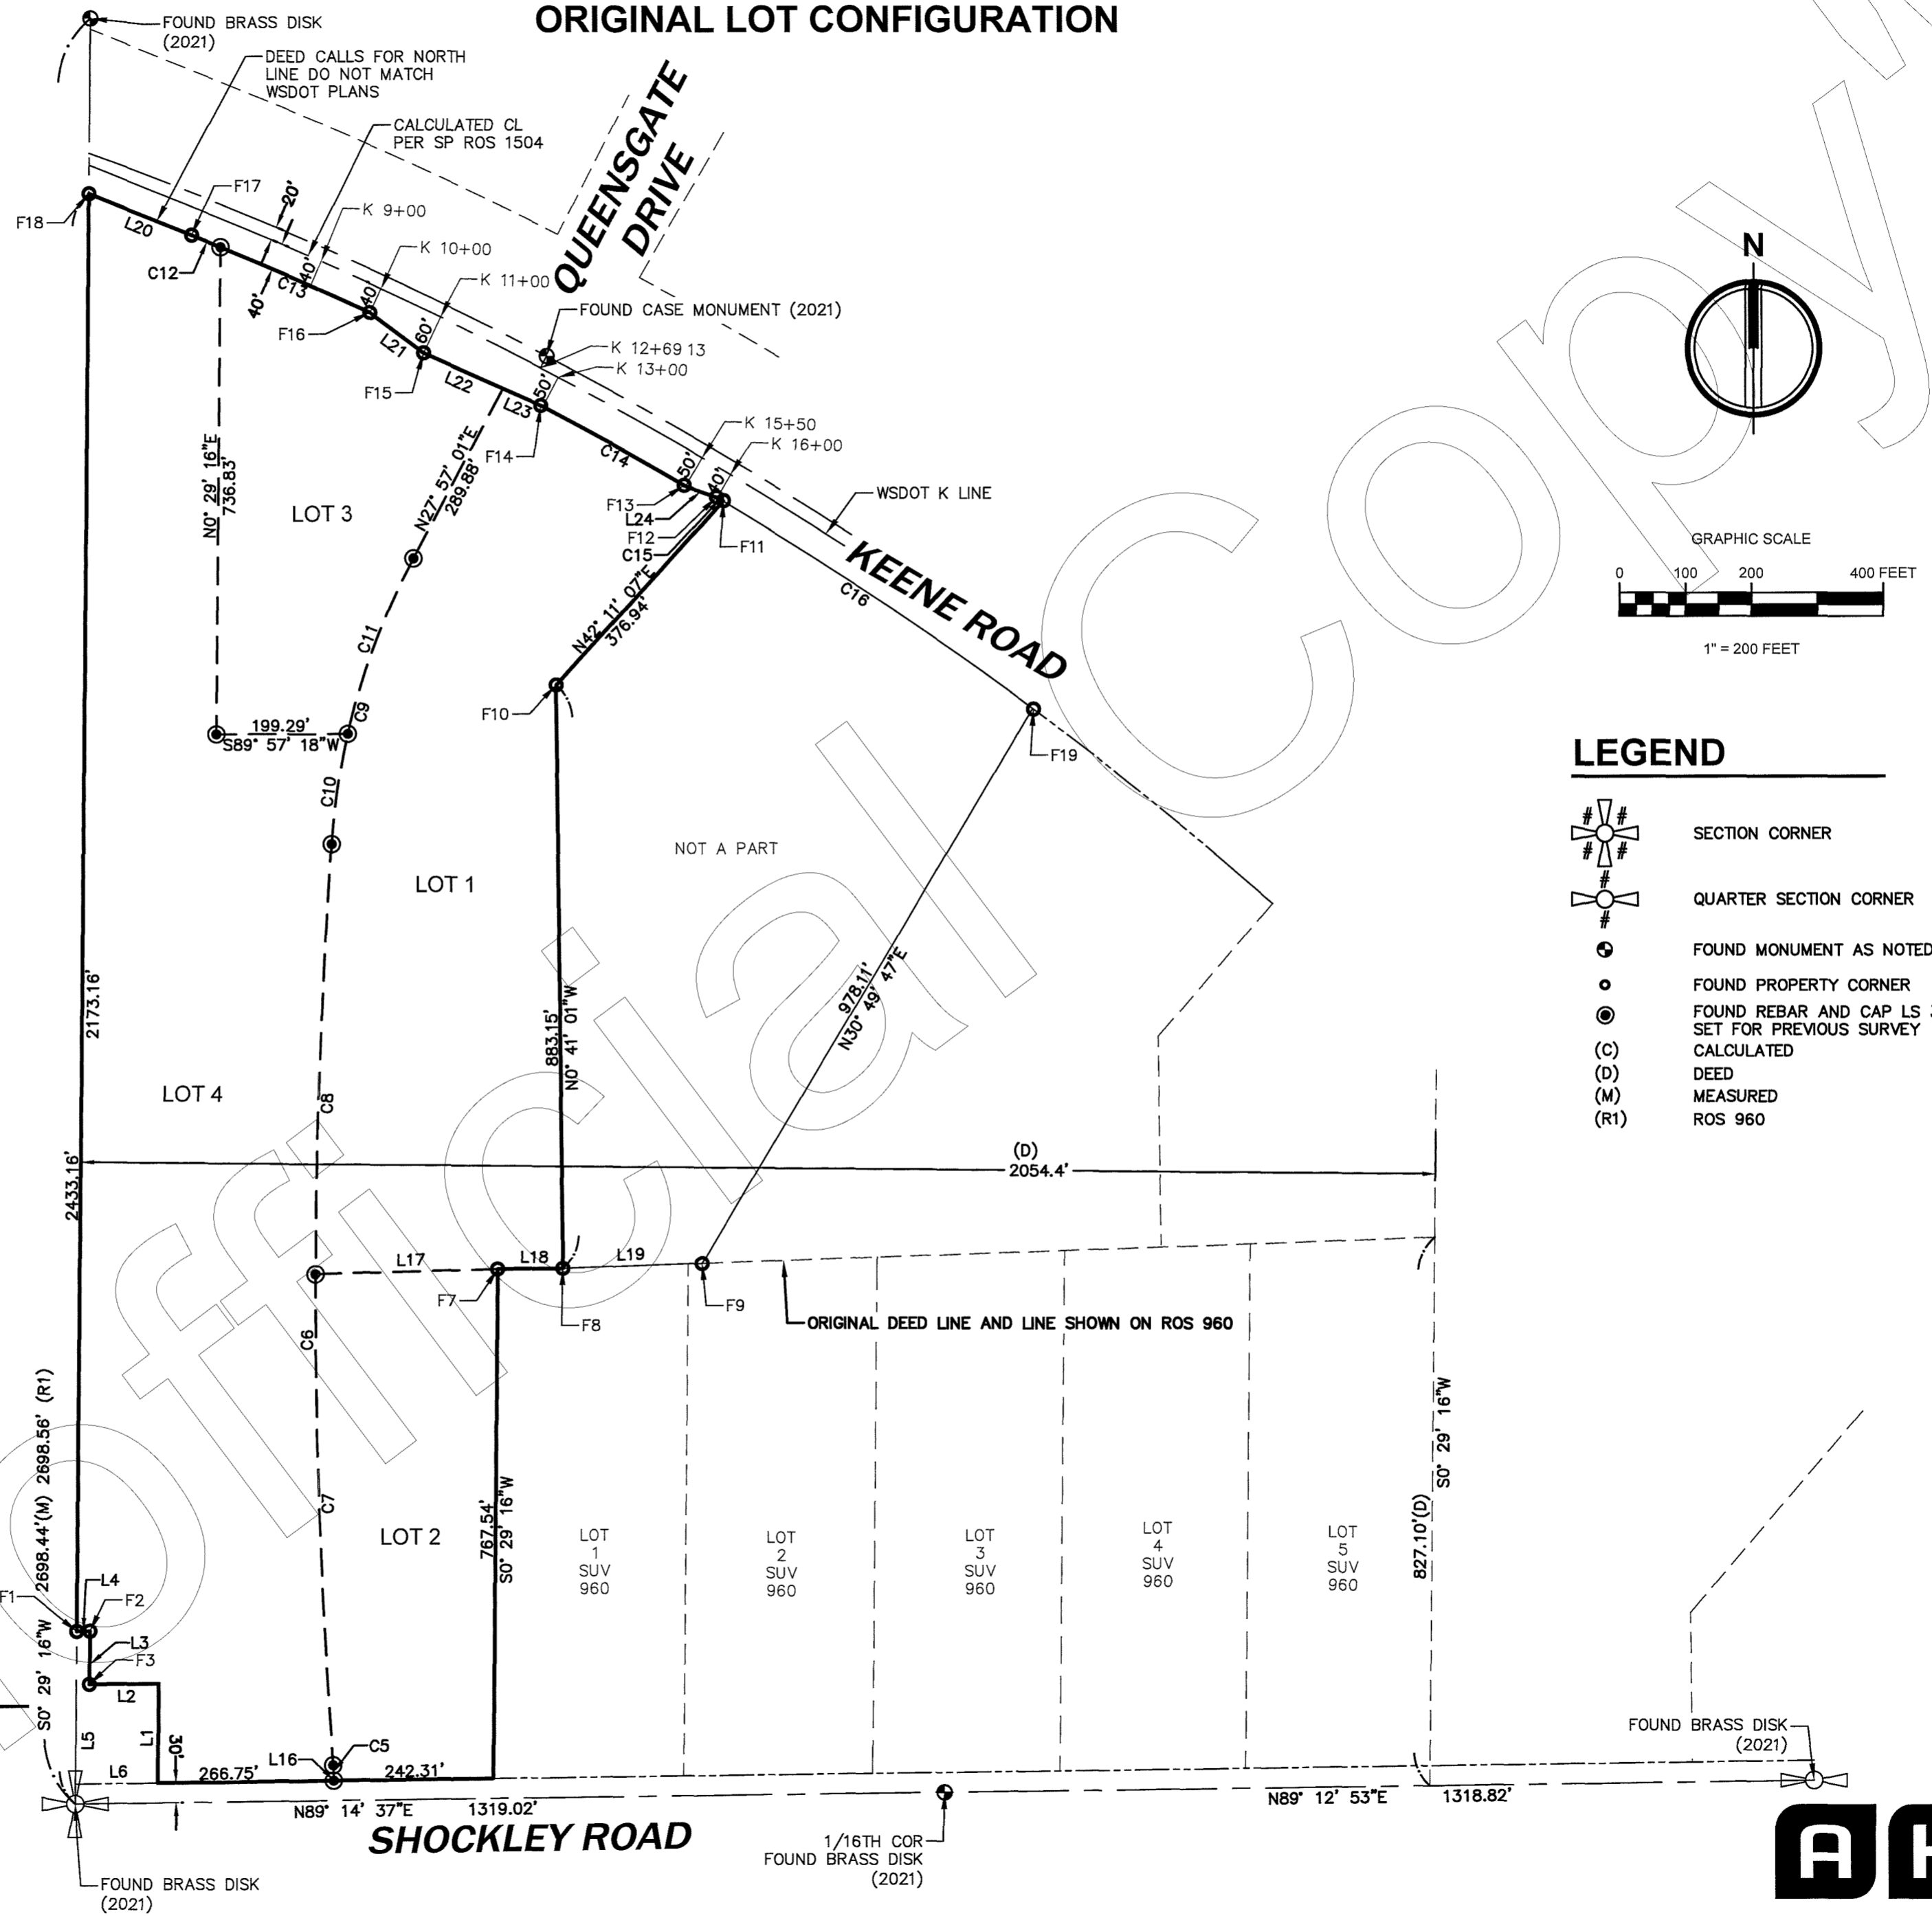 ORIGINAL LOT CONFIGURATION
FOUND BRASS DISK
(2021)
DEED CALLS FOR NORTH
LINE DO NOT MATCH
WSDOT PLANS
CALCULATED CL
PER SP ROS 1504
QUEENSGATE
DRIVE
F18
L20
F17
C12
20'
40'
40'
C13
K 9+00
K 10+00
40'
K 11+00
F16
L21
60'
F15
L22
FOUND CASE MONUMENT (2021)
K 12+69 13
K 13+00
50'
L23
F14
C14
K 15+50
K 16+00
50'
40'
F13
L24
F12
C15
F11
WSDOT K LINE
KEENE ROAD
C16
F19
N0° 29' 16"E
736.83'
LOT 3
N27° 57' 01"E
289.88'
C11
N42° 11' 07"E
376.94'
F10
199.29'
S89° 57' 18"W
C9
C10
N
GRAPHIC SCALE
0 100 200 400 FEET
1" = 200 FEET
LEGEND
# # # # SECTION CORNER
# # QUARTER SECTION CORNER
FOUND MONUMENT AS NOTED
FOUND PROPERTY CORNER
FOUND REBAR AND CAP LS
SET FOR PREVIOUS SURVEY
(C) CALCULATED
(D) DEED
(M) MEASURED
(R1) ROS 960
NOT A PART
LOT 1
2173.16'
883.15'
N0° 41' 01"W
978.11'
N30° 49' 47"E
LOT 4
C8
2433.16'
(D)
2054.4'
L17
L18
L19
F7
F8
F9
ORIGINAL DEED LINE AND LINE SHOWN ON ROS 960
C6
2698.44'(M) 2698.56' (R1)
S0° 29' 16"W
C7
LOT 2
767.54'
S0° 29' 16"W
LOT
1
SUV
960
LOT
2
SUV
960
LOT
3
SUV
960
LOT
4
SUV
960
LOT
5
SUV
960
827.10'(D)
S0° 29' 16"W
F1
L4
F2
L3
F3
L2
L5
L1
30'
L6
266.75'
L16
C5
242.31'
N89° 14' 37"E 1319.02'
SHOCKLEY ROAD
FOUND BRASS DISK
(2021)
1/16TH COR
FOUND BRASS DISK
(2021)
N89° 12' 53"E 1318.82'
FOUND BRASS DISK
(2021)
Unofficial Copy
A